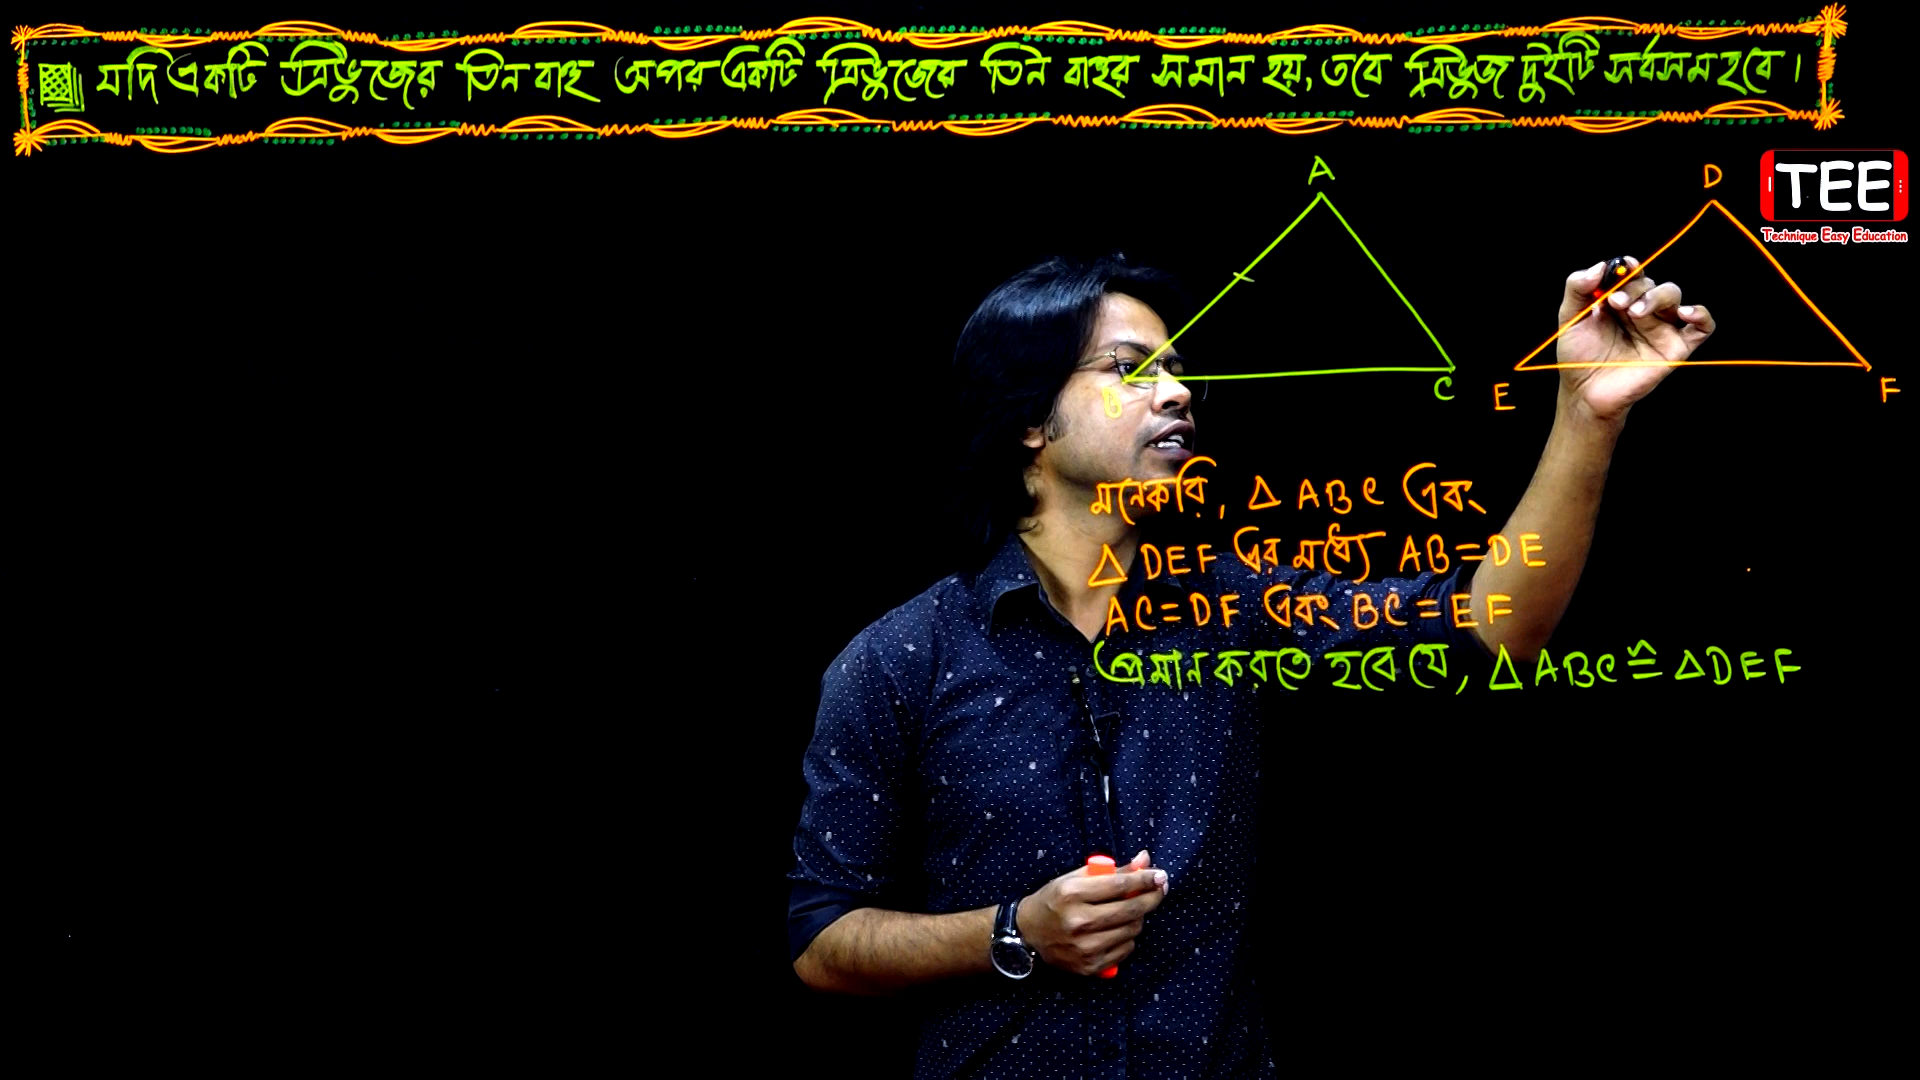 যদি একটি ত্রিভুজের তিন বাহু অপর একটি ত্রিভুজের তিন বাহুর সমান হয়, তবে ত্রিভুজ দুইটি সর্বসম হবে।
TEE
Technique Easy Education
A
B
C
D
E
F
মনেকরি, Δ ABC এবং
Δ DEF এর মধ্যে AB=DE
AC=DF এবং BC=EF
প্রমান করতে হবে যে, Δ ABC ≅ ΔDEF